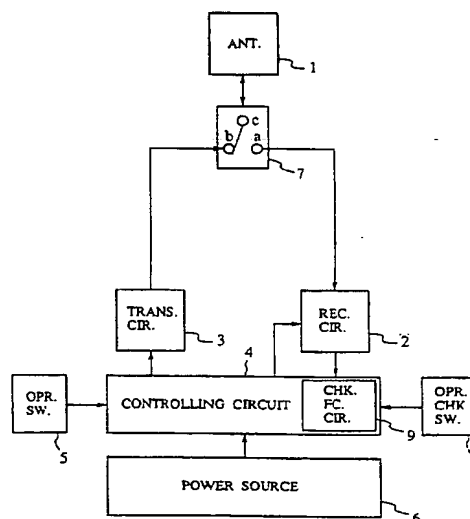 ANT.
1
c
b
a
7
TRANS.
CIR.
3
REC.
CIR.
2
4
OPR.
SW.
5
CONTROLLING CIRCUIT
CHK.
FC.
CIR.
9
OPR.
CHK
SW.
POWER SOURCE
6